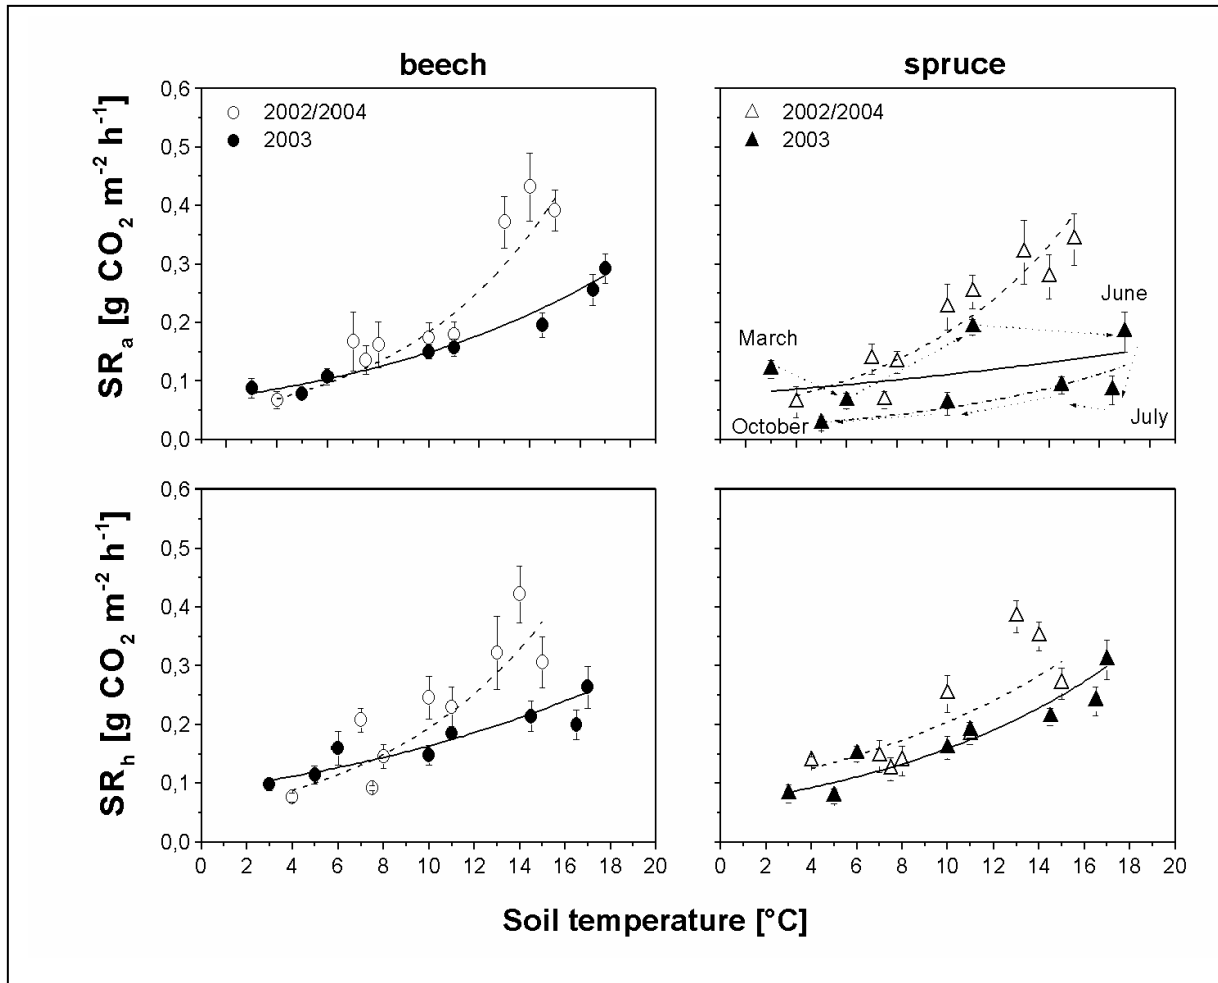 beech
spruce
0,6
0,5
0,4
0,3
0,2
0,1
0,0
SRa [g CO2 m-2 h-1]
2002/2004
2003
2002/2004
2003
March
June
October
July
0,6
0,5
0,4
0,3
0,2
0,1
0,0
SRh [g CO2 m-2 h-1]
0 2 4 6 8 10 12 14 16 18 20
0 2 4 6 8 10 12 14 16 18 20
Soil temperature [°C]